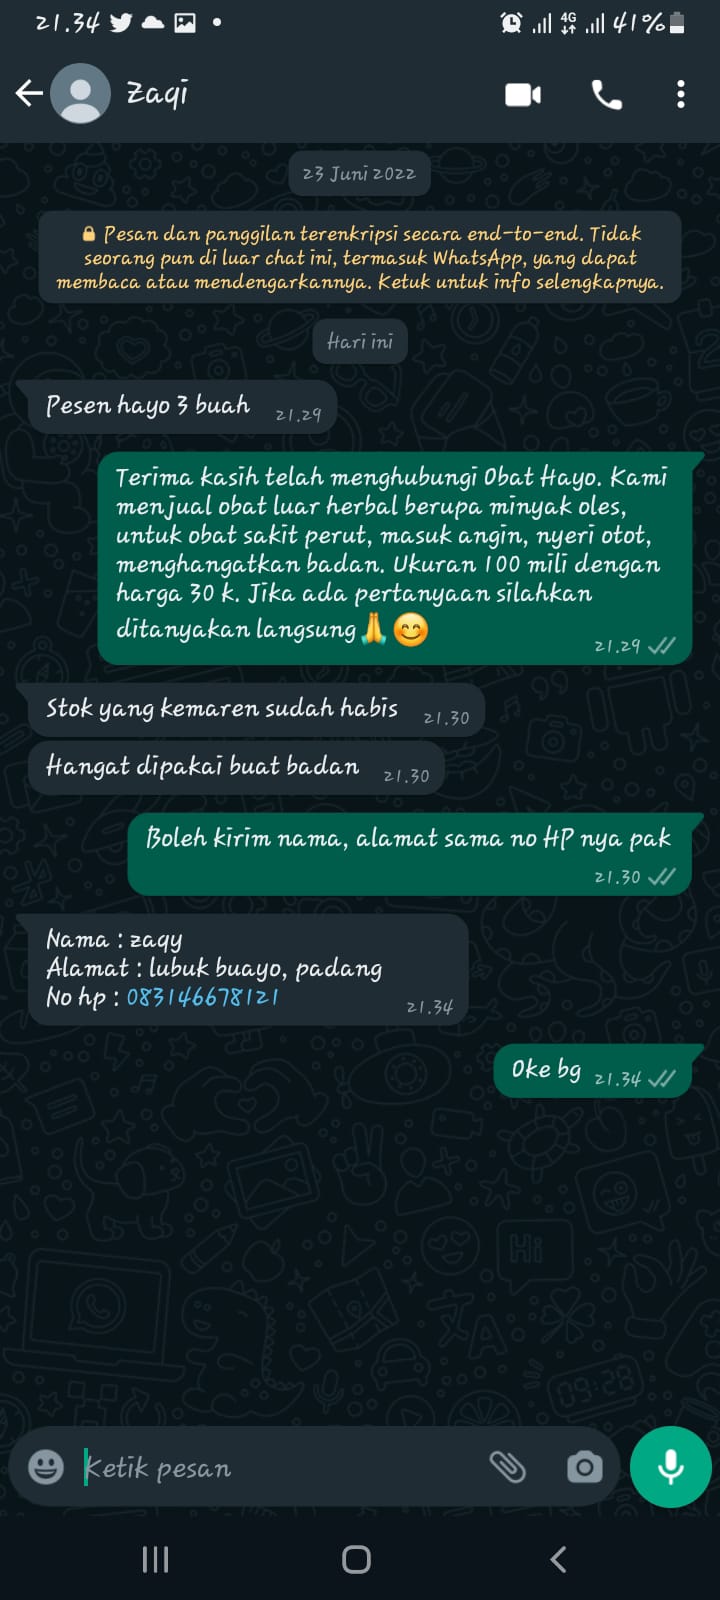 21.34
4G
41%
Zaqi
23 Juni 2022
Pesan dan panggilan terenkripsi secara end-to-end. Tidak
seorang pun di luar chat ini, termasuk WhatsApp, yang dapat
membaca atau mendengarkannya. Ketuk untuk info selengkapnya.
Hari ini
Pesen hayo 3 buah 21.29
Terima kasih telah menghubungi Obat Hayo. Kami
menjual obat luar herbal berupa minyak oles,
untuk obat sakit perut, masuk angin, nyeri otot,
menghangatkan badan. Ukuran 100 mili dengan
harga 30 k. Jika ada pertanyaan silahkan
ditanyakan langsung🙏😊
21.29
Stok yang kemaren sudah habis 21.30
Hangat dipakai buat badan 21.30
Boleh kirim nama, alamat sama no HP nya pak
21.30
Nama : zaqy
Alamat : lubuk buayo, padang
No hp : 083146678121
21.34
Oke bg 21.34
Hi
09:28
Ketik pesan